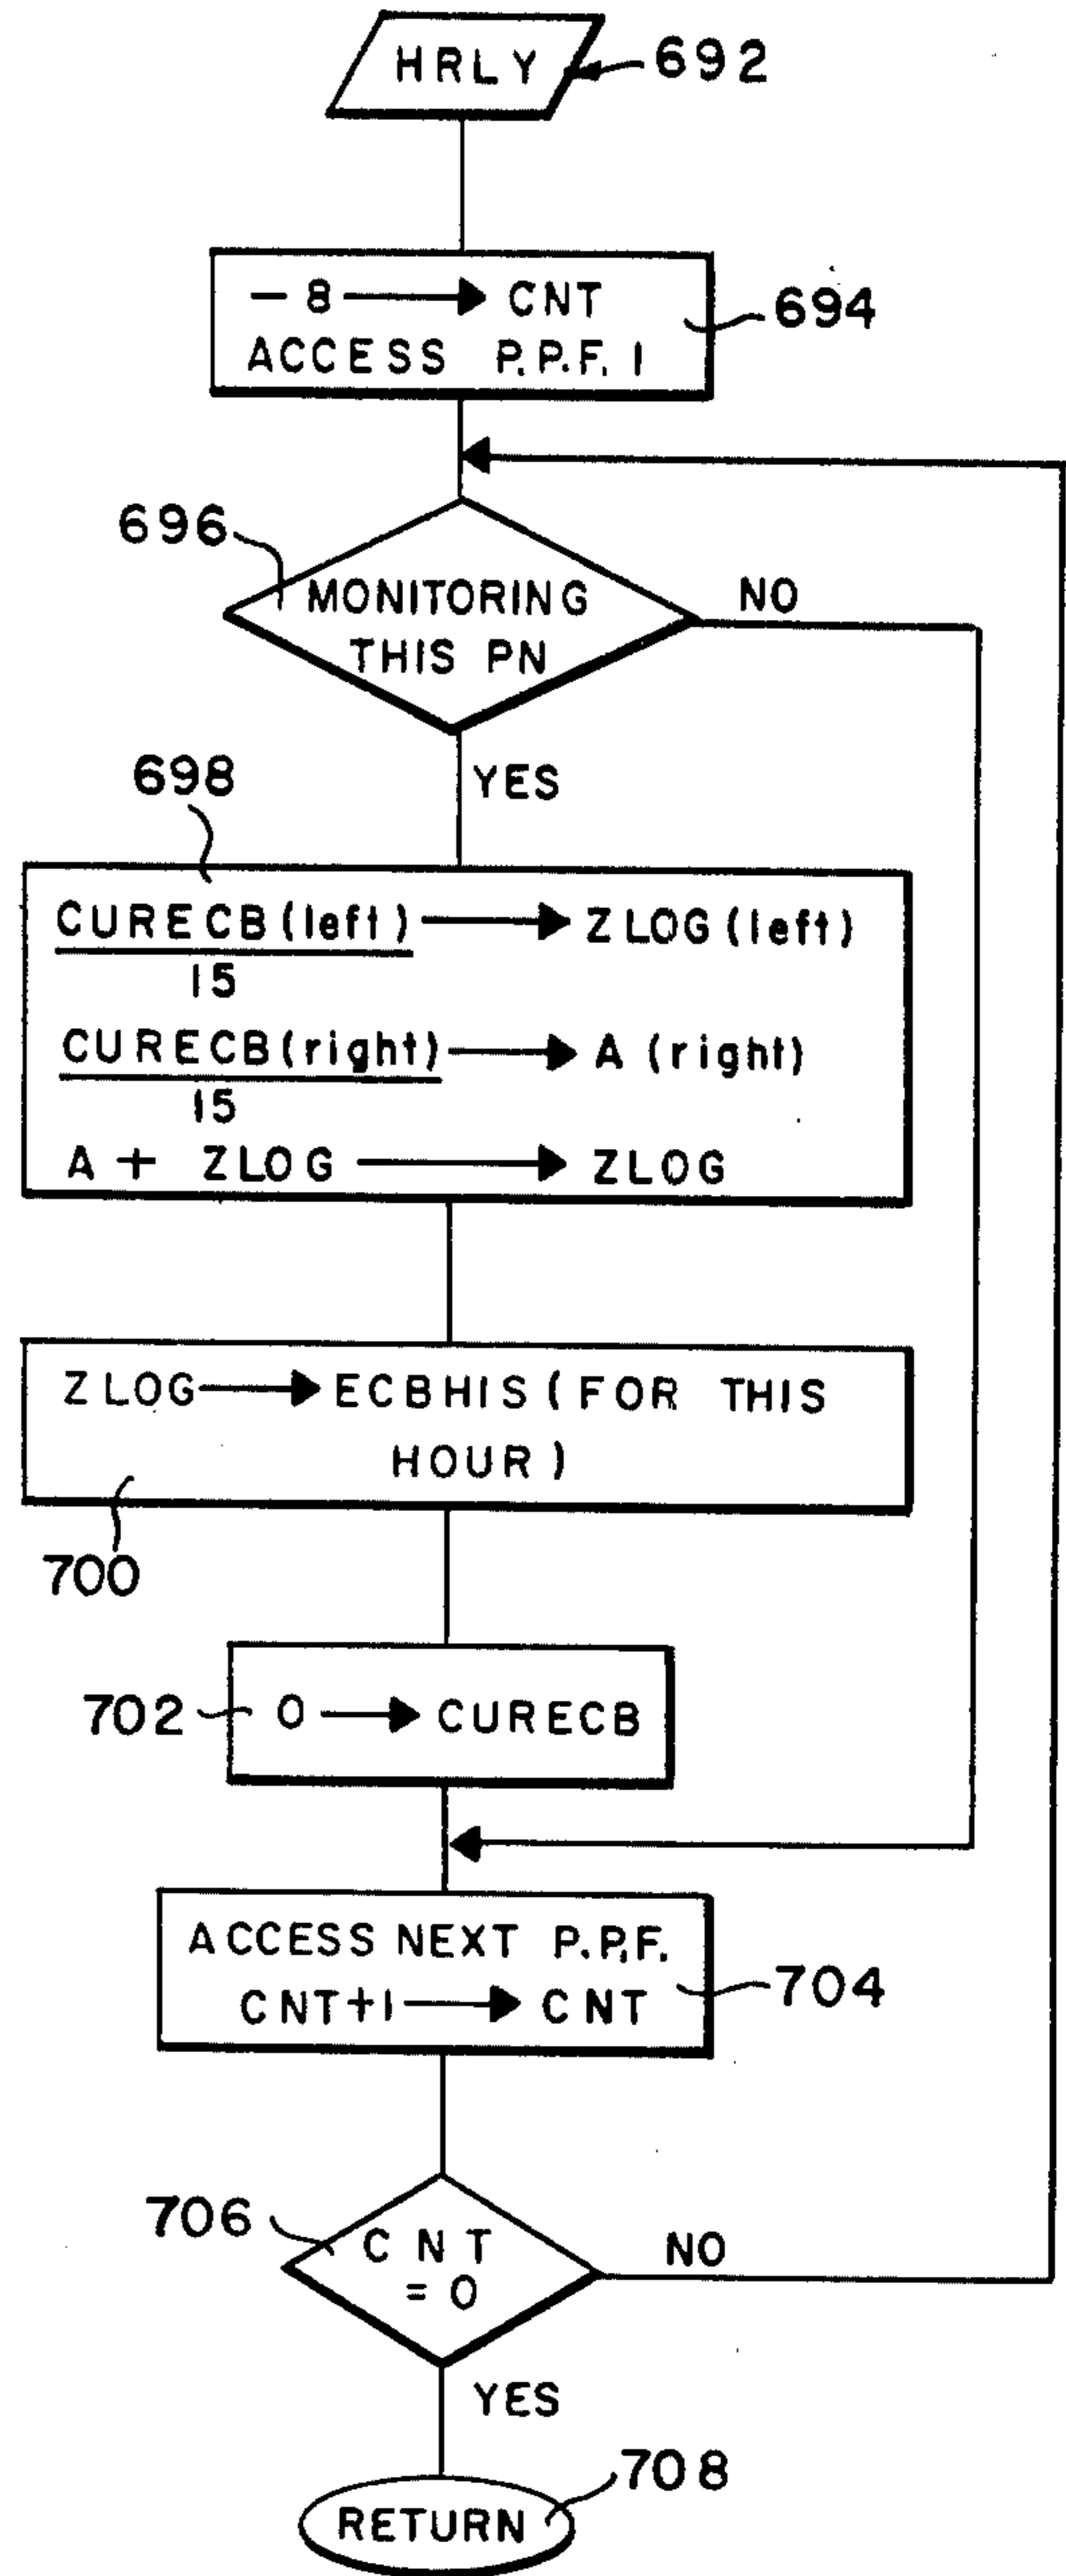 HRLY
692
-8 → CNT
694
ACCESS P.P.F. 1
696
MONITORING
NO
THIS PN
YES
698
CURECB(left) → ZLOG(left)
15
CURECB(right) → A (right)
15
A + ZLOG → ZLOG
ZLOG → ECBHIS (FOR THIS
HOUR)
700
702
0 → CURECB
ACCESS NEXT P.P.F.
CNT+1 → CNT
704
706
CNT
NO
=0
YES
708
RETURN